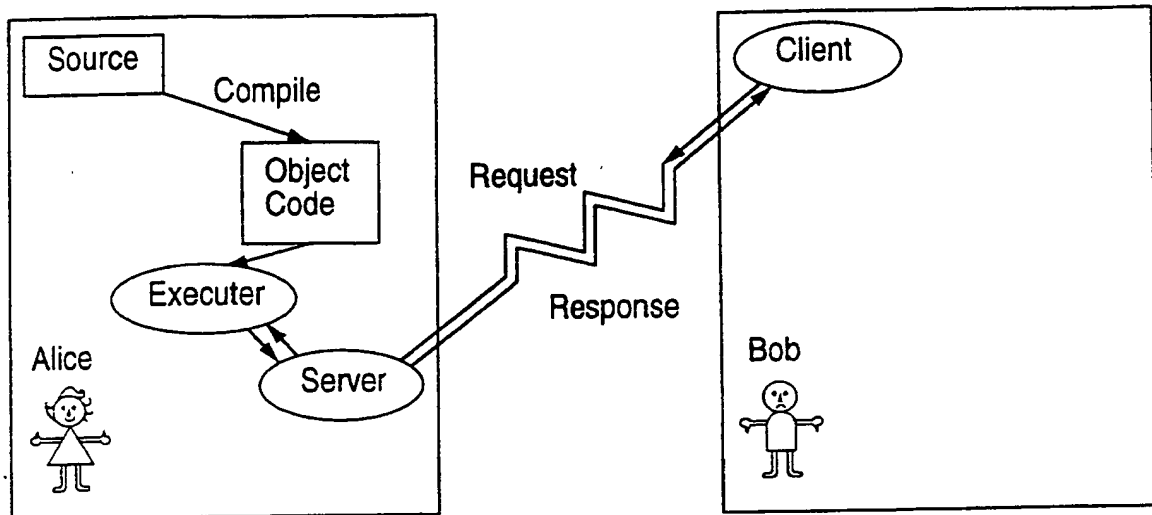 Source
Compile
Object
Code
Executer
Server
Alice
Request
Response
Client
Bob